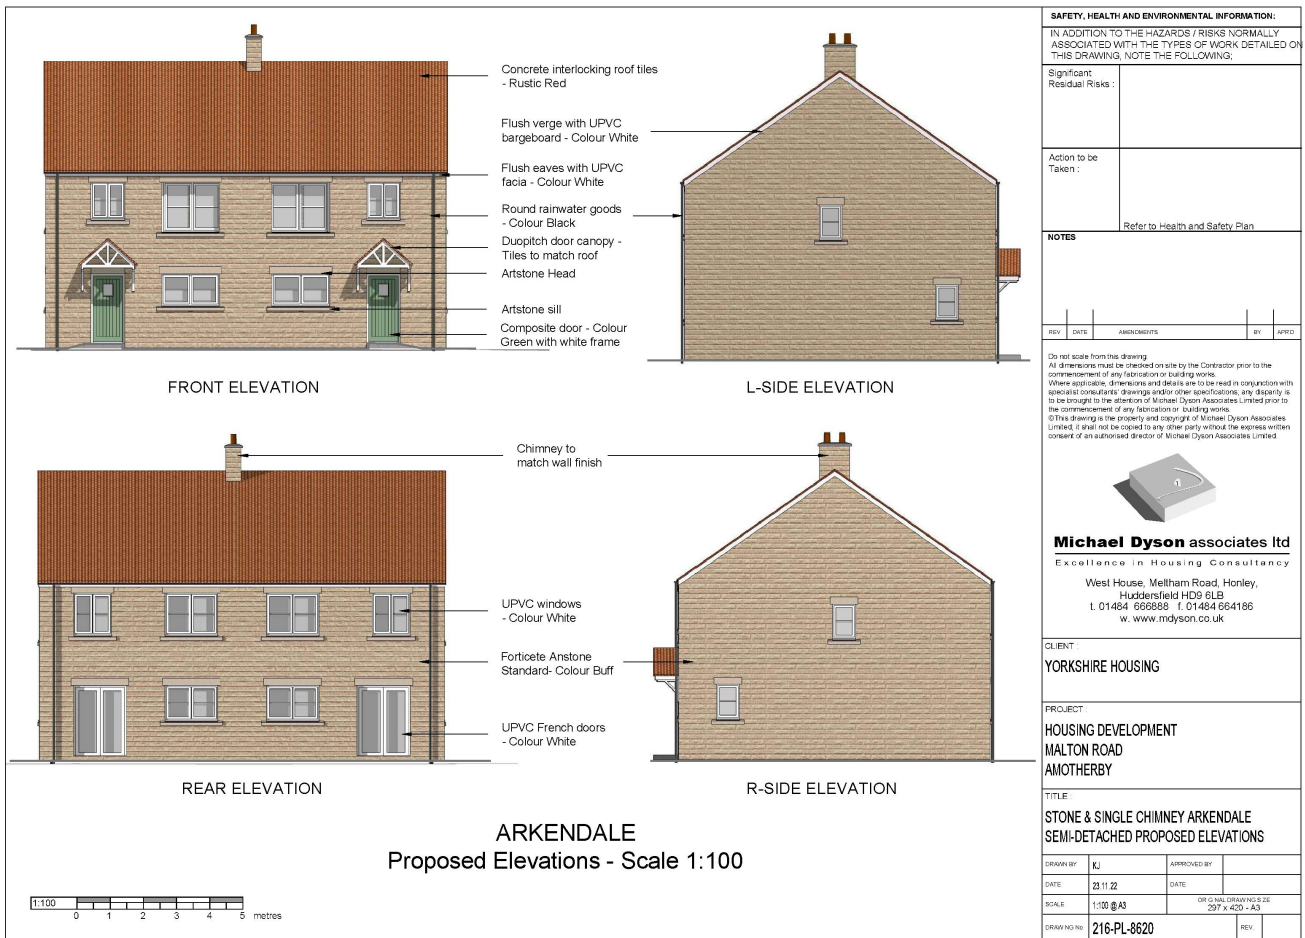 Concrete interlocking roof tiles
- Rustic Red
Flush verge with UPVC
bargeboard - Colour White
Flush eaves with UPVC
facia - Colour White
Round rainwater goods
- Colour Black
Duopitch door canopy -
Tiles to match roof
Artstone Head
Artstone sill
Composite door - Colour
Green with white frame
FRONT ELEVATION
L-SIDE ELEVATION
Chimney to
match wall finish
UPVC windows
- Colour White
Forticete Anstone
Standard- Colour Buff
UPVC French doors
- Colour White
REAR ELEVATION
R-SIDE ELEVATION
ARKENDALE
Proposed Elevations - Scale 1:100
1:100
0 1 2 3 4 5 metres
SAFETY, HEALTH AND ENVIRONMENTAL INFORMATION:
IN ADDITION TO THE HAZARDS / RISKS NORMALLY
ASSOCIATED WITH THE TYPES OF WORK DETAILED ON
THIS DRAWING, NOTE THE FOLLOWING;
Significant
Residual Risks :
Action to be
Taken :
Refer to Health and Safety Plan
NOTES
REV DATE AMENDMENTS BY APR'D
Do not scale from this drawing.
All dimensions must be checked on site by the Contractor prior to the
commencement of any fabrication or building works.
Where applicable, dimensions and details are to be read in conjunction with
specialist consultants' drawings and/or other specifications, any disparity is
to be brought to the attention of Michael Dyson Associates Limited prior to
the commencement of any fabrication or building works.
©This drawing is the property and copyright of Michael Dyson Associates
Limited, it shall not be copied to any other party without the express written
consent of an authorised director of Michael Dyson Associates Limited.
Michael Dyson associates ltd
Excellence in Housing Consultancy
West House, Meltham Road, Honley,
Huddersfield HD9 6LB
t. 01484 666888 f. 01484 664186
w. www.mdyson.co.uk
CLIENT :
YORKSHIRE HOUSING
PROJECT :
HOUSING DEVELOPMENT
MALTON ROAD
AMOTHERBY
TITLE :
STONE & SINGLE CHIMNEY ARKENDALE
SEMI-DETACHED PROPOSED ELEVATIONS
DRAWN BY KJ APPROVED BY
DATE 23.11.22 DATE
SCALE 1:100 @ A3 ORIGINAL DRAWING SIZE
297 x 420 - A3
DRAWING No 216-PL-8620 REV.